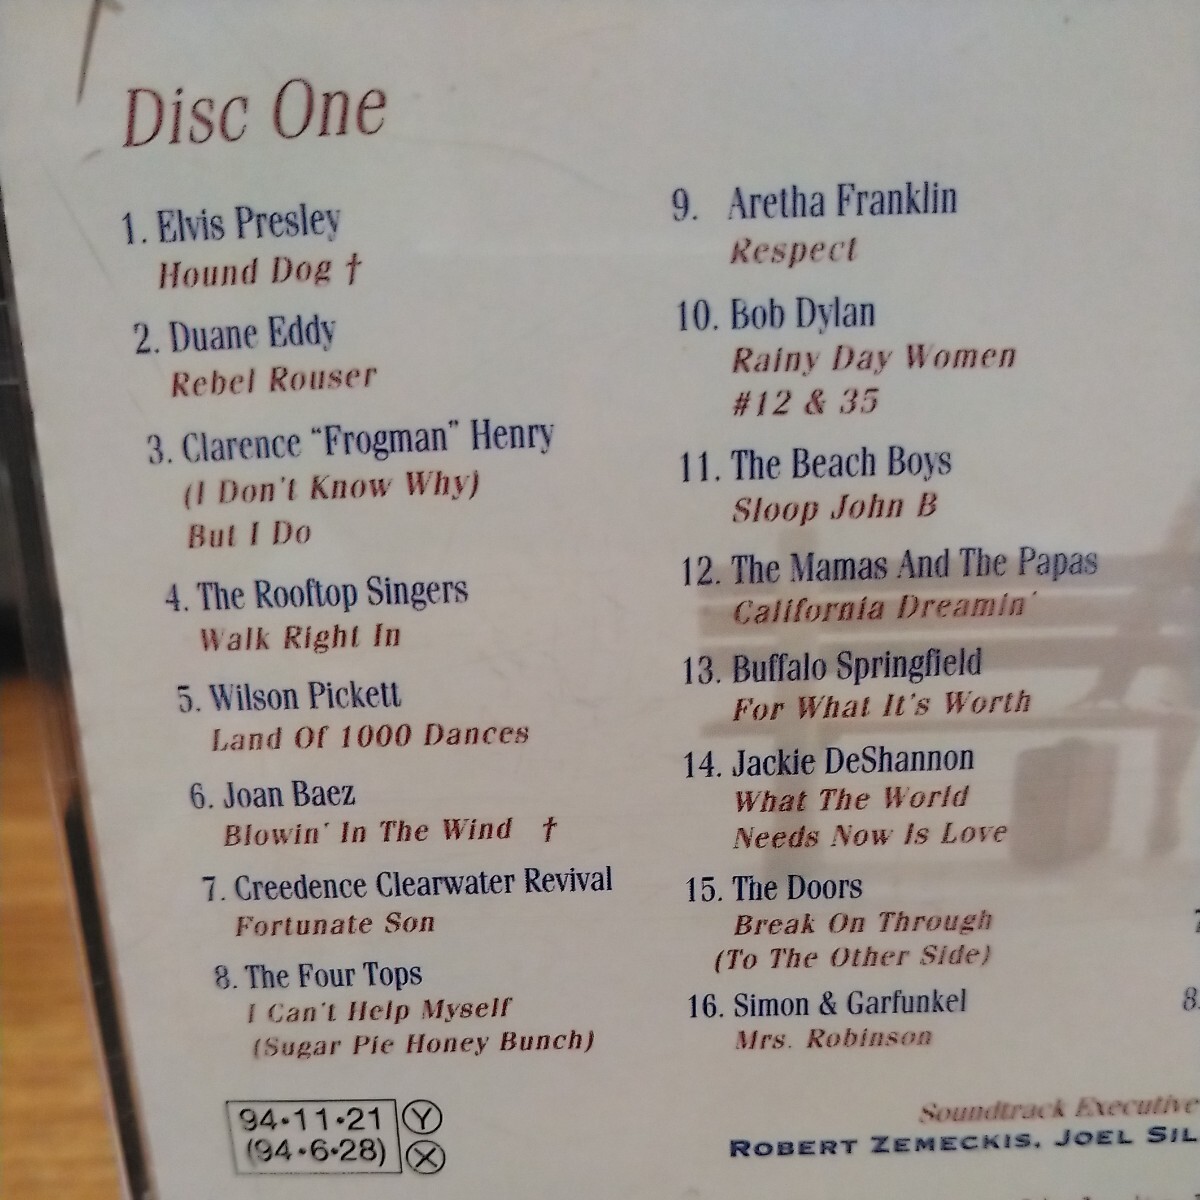 Disc One
1. Elvis Presley
Hound Dog †
2. Duane Eddy
Rebel Rouser
3. Clarence “Frogman” Henry
(I Don't Know Why)
But I Do
4. The Rooftop Singers
Walk Right In
5. Wilson Pickett
Land Of 1000 Dances
6. Joan Baez
Blowin' In The Wind †
7. Creedence Clearwater Revival
Fortunate Son
8. The Four Tops
I Can't Help Myself
(Sugar Pie Honey Bunch)
9. Aretha Franklin
Respect
10. Bob Dylan
Rainy Day Women
#12 & 35
11. The Beach Boys
Sloop John B
12. The Mamas And The Papas
California Dreamin'
13. Buffalo Springfield
For What It's Worth
14. Jackie DeShannon
What The World
Needs Now Is Love
15. The Doors
Break On Through
(To The Other Side)
16. Simon & Garfunkel
Mrs. Robinson
7
8.
94•11•21 Y
(94•6•28) X
Soundtrack Executive
ROBERT ZEMECKIS, JOEL SIL